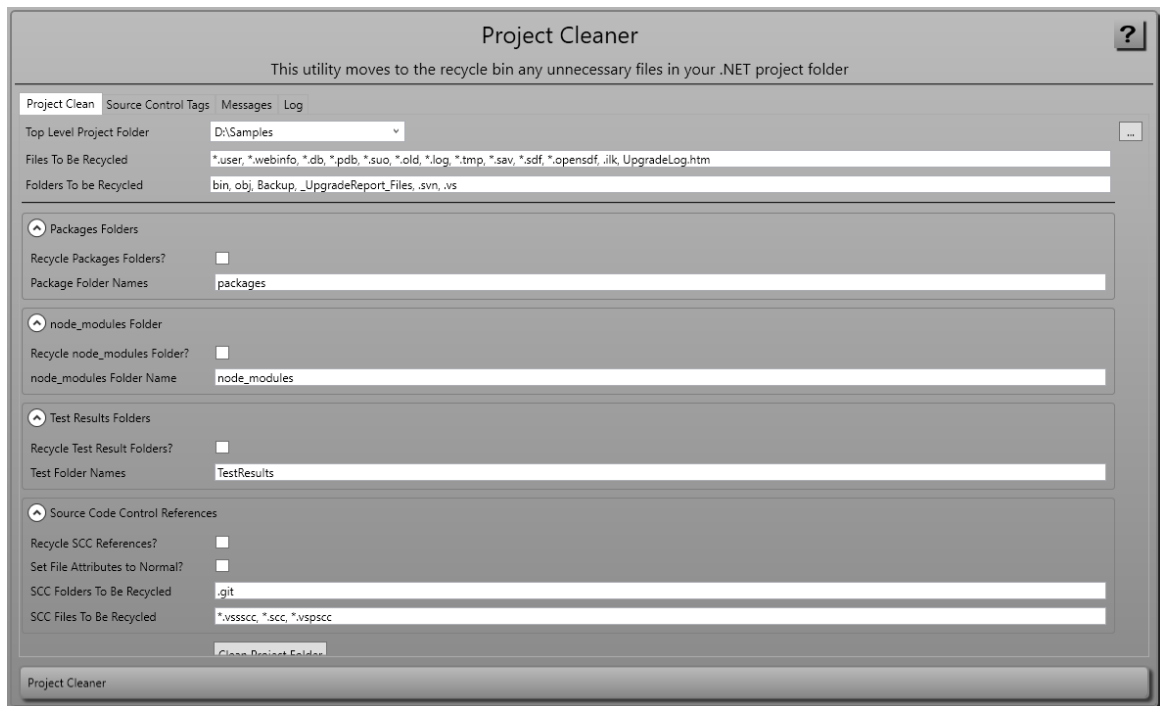 Project Cleaner
?
This utility moves to the recycle bin any unnecessary files in your .NET project folder
Project Clean Source Control Tags Messages Log
Top Level Project Folder D:\Samples ...
Files To Be Recycled *.user, *.webinfo, *.db, *.pdb, *.suo, *.old, *.log, *.tmp, *.sav, *.sdf, *.opensdf, .ilk, UpgradeLog.htm
Folders To be Recycled bin, obj, Backup, _UpgradeReport_Files, .svn, .vs
Packages Folders
Recycle Packages Folders?
Package Folder Names packages
node_modules Folder
Recycle node_modules Folder?
node_modules Folder Name node_modules
Test Results Folders
Recycle Test Result Folders?
Test Folder Names TestResults
Source Code Control References
Recycle SCC References?
Set File Attributes to Normal?
SCC Folders To Be Recycled .git
SCC Files To Be Recycled *.vssscc, *.scc, *.vspscc
Clean Project Folder
Project Cleaner